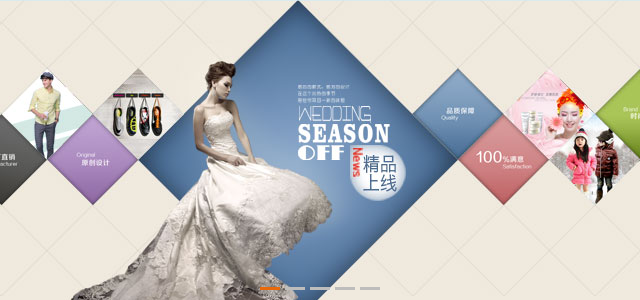 WEDDING
SEASON
OFF
News
精品
上线
直销
Original
原创设计
品质保障
Quality
100%满意
Satisfaction
Brand